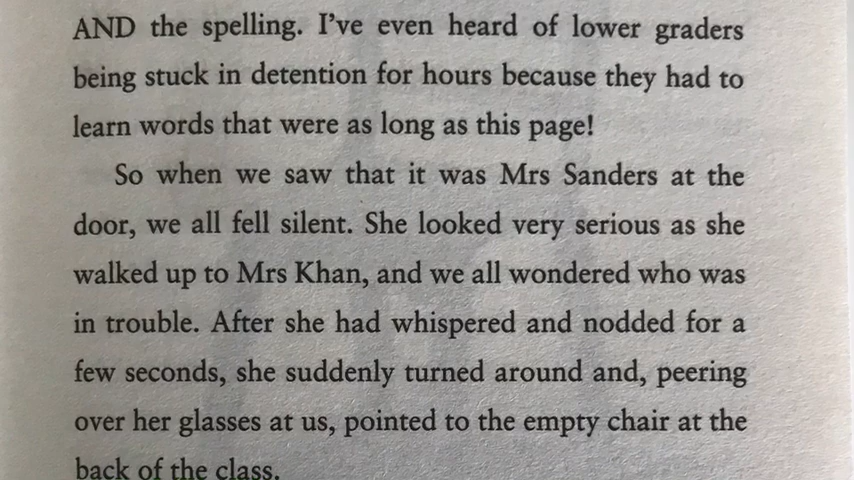 AND the spelling. I've even heard of lower graders
being stuck in detention for hours because they had to
learn words that were as long as this page!
So when we saw that it was Mrs Sanders at the
door, we all fell silent. She looked very serious as she
walked up to Mrs Khan, and we all wondered who was
in trouble. After she had whispered and nodded for a
few seconds, she suddenly turned around and, peering
over her glasses at us, pointed to the empty chair at the
back of the class.